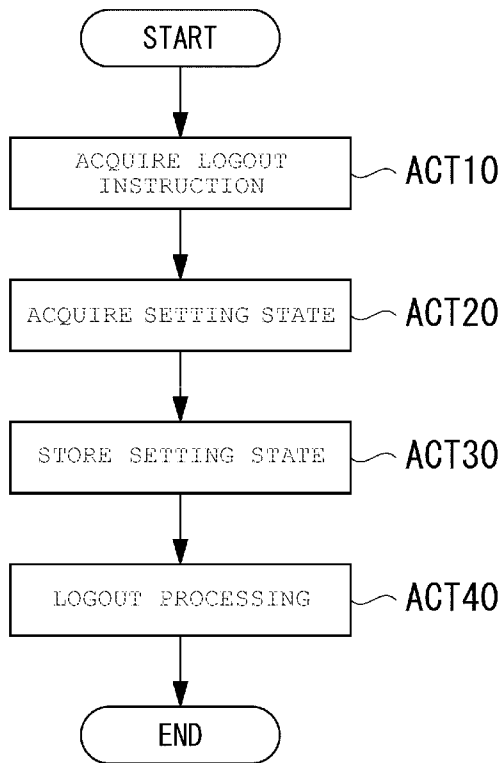 START
ACQUIRE LOGOUT
INSTRUCTION
ACT10
ACQUIRE SETTING STATE
ACT20
STORE SETTING STATE
ACT30
LOGOUT PROCESSING
ACT40
END